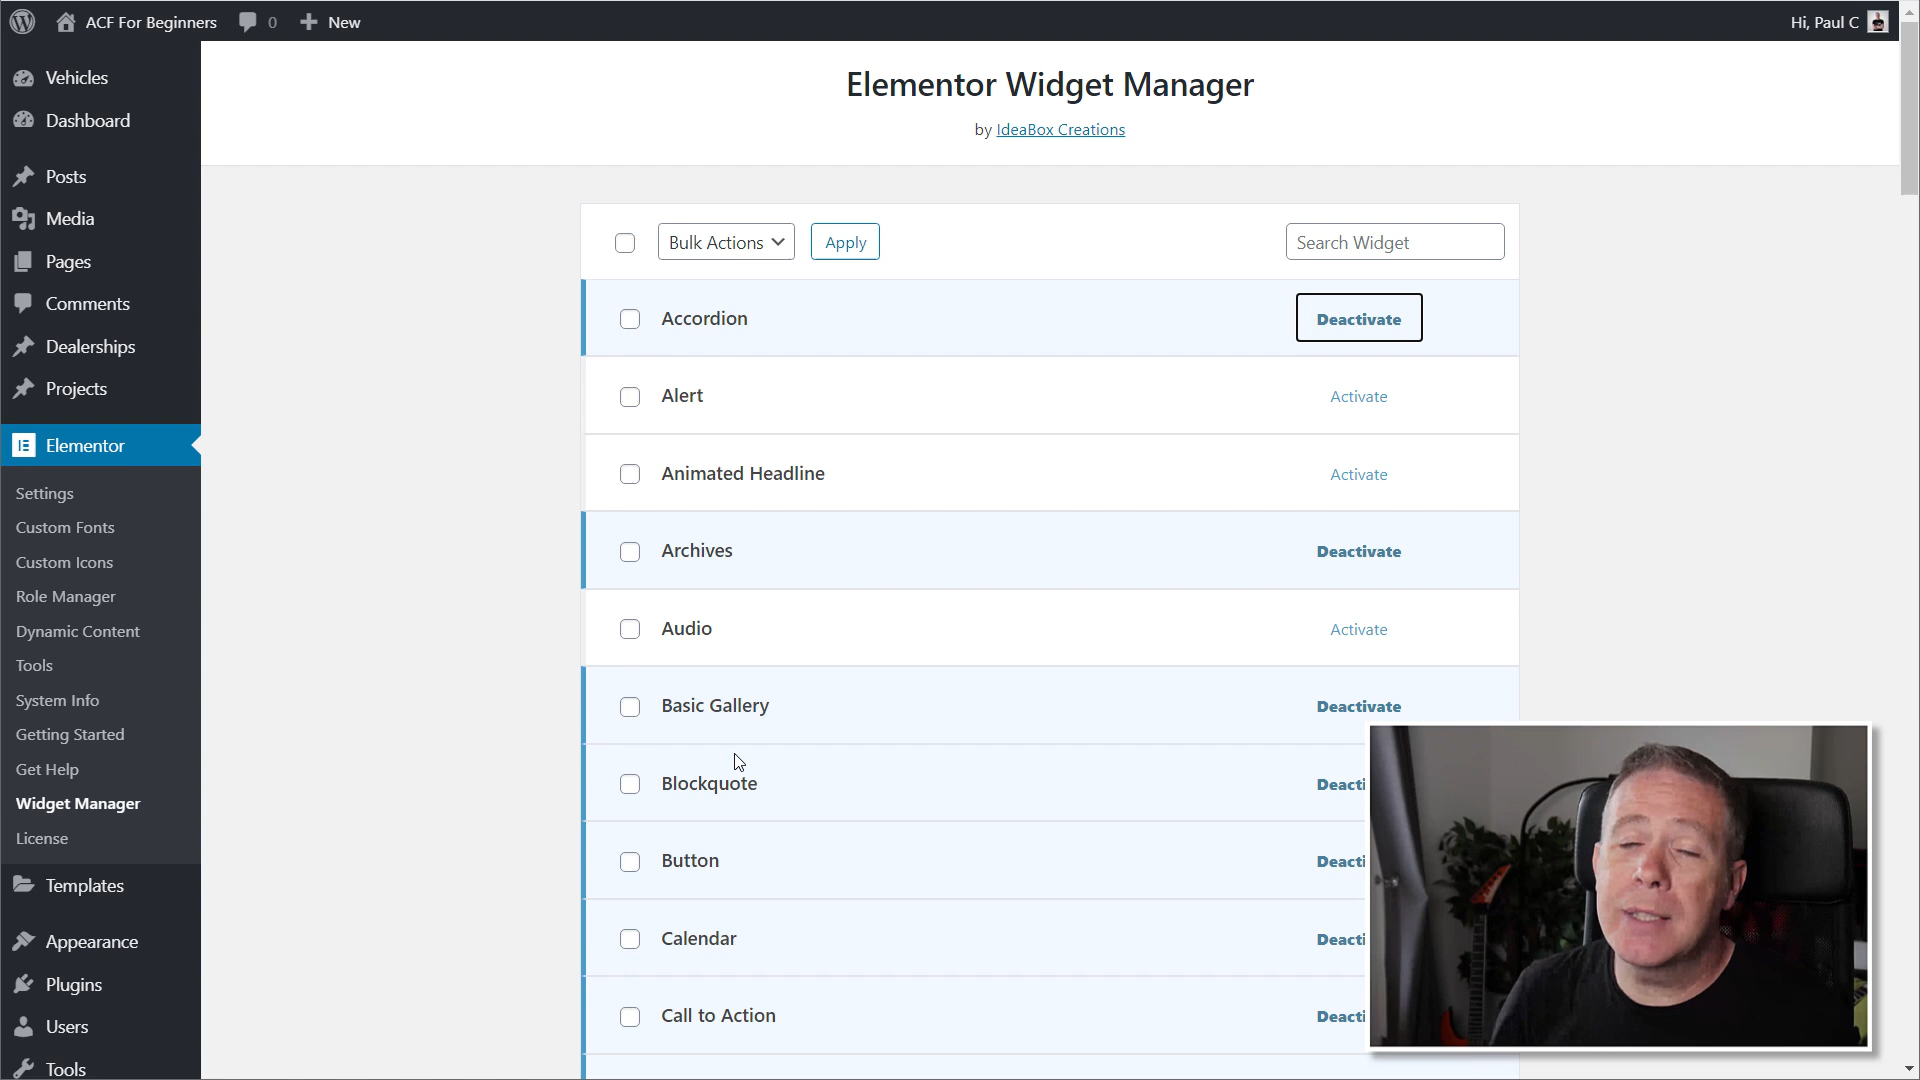 ACF For Beginners
0
New
Hi, Paul C
Vehicles
Dashboard
Posts
Media
Pages
Comments
Dealerships
Projects
Elementor
Settings
Custom Fonts
Custom Icons
Role Manager
Dynamic Content
Tools
System Info
Getting Started
Get Help
Widget Manager
License
Templates
Appearance
Plugins
Users
Tools
Elementor Widget Manager
by IdeaBox Creations
Bulk Actions
Apply
Search Widget
Accordion
Deactivate
Alert
Activate
Animated Headline
Activate
Archives
Deactivate
Audio
Activate
Basic Gallery
Deactivate
Blockquote
Deacti
Button
Deacti
Calendar
Deacti
Call to Action
Deacti